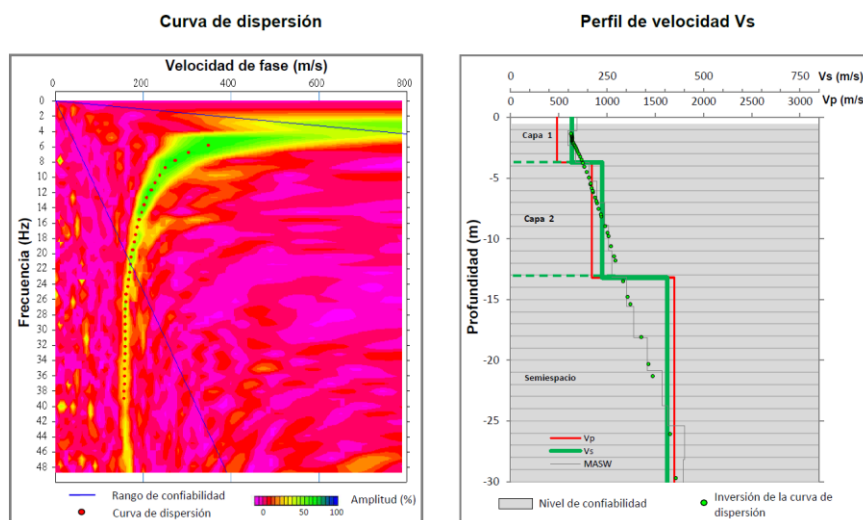 Curva de dispersión
Velocidad de fase (m/s)
0 200 400 600 800
0
2
4
6
8
10
12
14
16
18
20
22
24
26
28
30
32
34
36
38
40
42
44
46
48
Frecuencia (Hz)
Rango de confiabilidad
Curva de dispersión
Amplitud (%)
0 50 100
Perfil de velocidad Vs
0 250 500 750 Vs (m/s)
0 500 1000 1500 2000 2500 3000 Vp (m/s)
0
-5
-10
-15
-20
-25
-30
Profundidad (m)
Capa 1
Capa 2
Semiespacio
Vp
Vs
MASW
Nivel de confiabilidad
Inversión de la curva de
dispersión